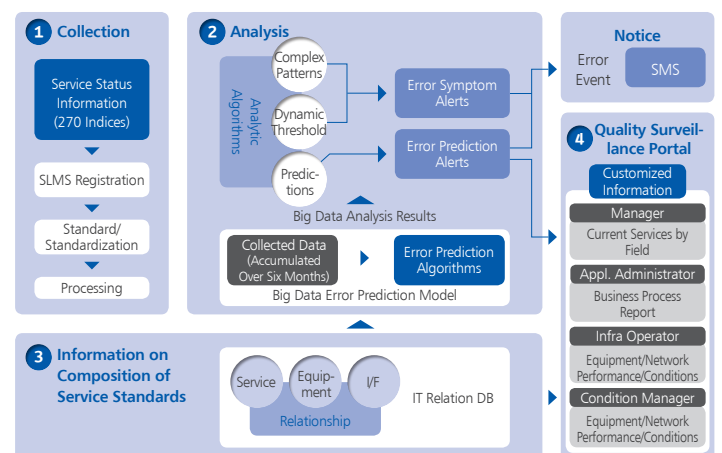 1 Collection
Service Status
Information
(270 Indices)
SLMS Registration
Standard/
Standardization
Processing
2 Analysis
Analytic
Algorithms
Complex
Patterns
Dynamic
Threshold
Predic-
tions
Error Symptom
Alerts
Error Prediction
Alerts
Big Data Analysis Results
Collected Data
(Accumulated
Over Six Months)
Error Prediction
Algorithms
Big Data Error Prediction Model
Notice
Error
Event
SMS
3 Information on
Composition of
Service Standards
Service
Equip-
ment
I/F
Relationship
IT Relation DB
4 Quality Surveil-
lance Portal
Customized
Information
Manager
Current Services by
Field
Appl. Administrator
Business Process
Report
Infra Operator
Equipment/Network
Performance/Conditions
Condition Manager
Equipment/Network
Performance/Conditions